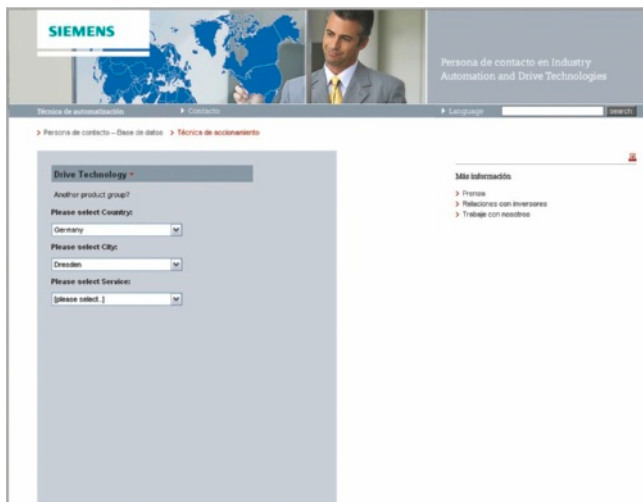 SIEMENS
Persona de contacto en Industry
Automation and Drive Technologies
Técnica de automatización
Contacto
Language
search
> Persona de contacto – Base de datos > Técnica de accionamiento
Drive Technology
Another product group?
Please select Country:
Germany
Please select City:
Dresden
Please select Service:
[please select..]
Más información
> Prensa
> Relaciones con inversores
> Trabaje con nosotros